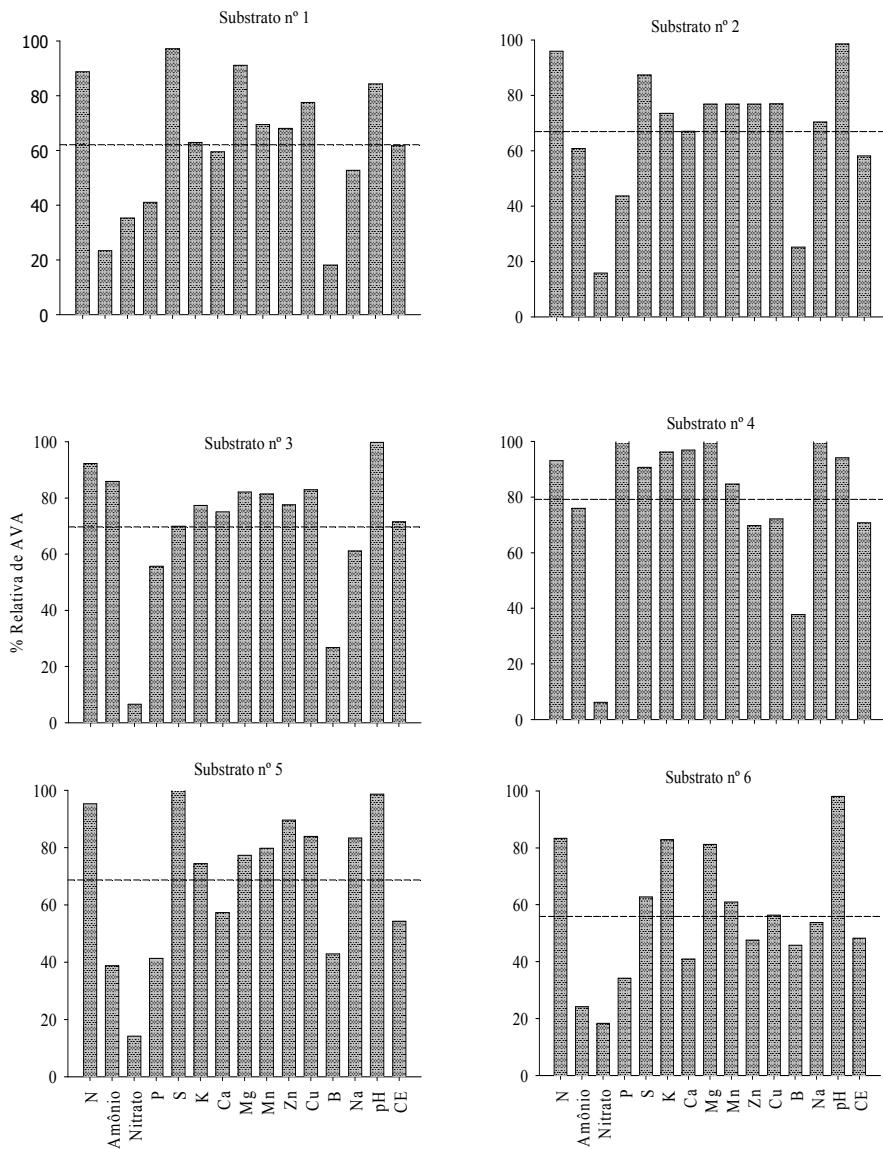 Substrato nº 1
100
80
60
40
20
0
Substrato nº 2
100
80
60
40
20
0
% Relativa de AVA
Substrato nº 3
100
80
60
40
20
0
Substrato nº 4
100
80
60
40
20
0
Substrato nº 5
100
80
60
40
20
0
N
Amônio
Nitrato
P
S
K
Ca
Mg
Mn
Zn
Cu
B
Na
pH
CE
Substrato nº 6
100
80
60
40
20
0
N
Amônio
Nitrato
P
S
K
Ca
Mg
Mn
Zn
Cu
B
Na
pH
CE